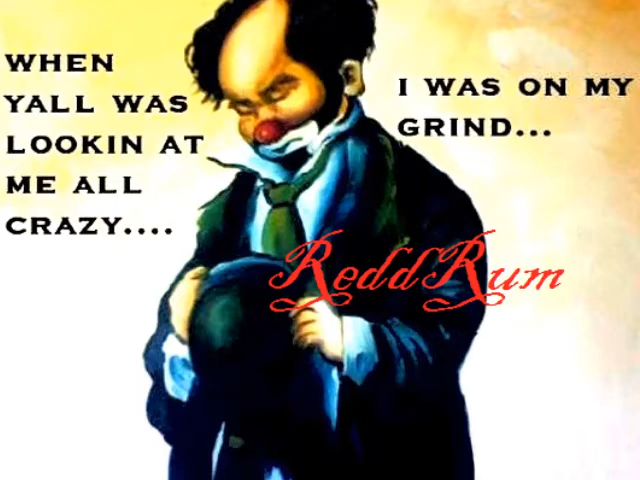 WHEN
YALL WAS
LOOKIN AT
ME ALL
CRAZY....
I WAS ON MY
GRIND...
ReddRum